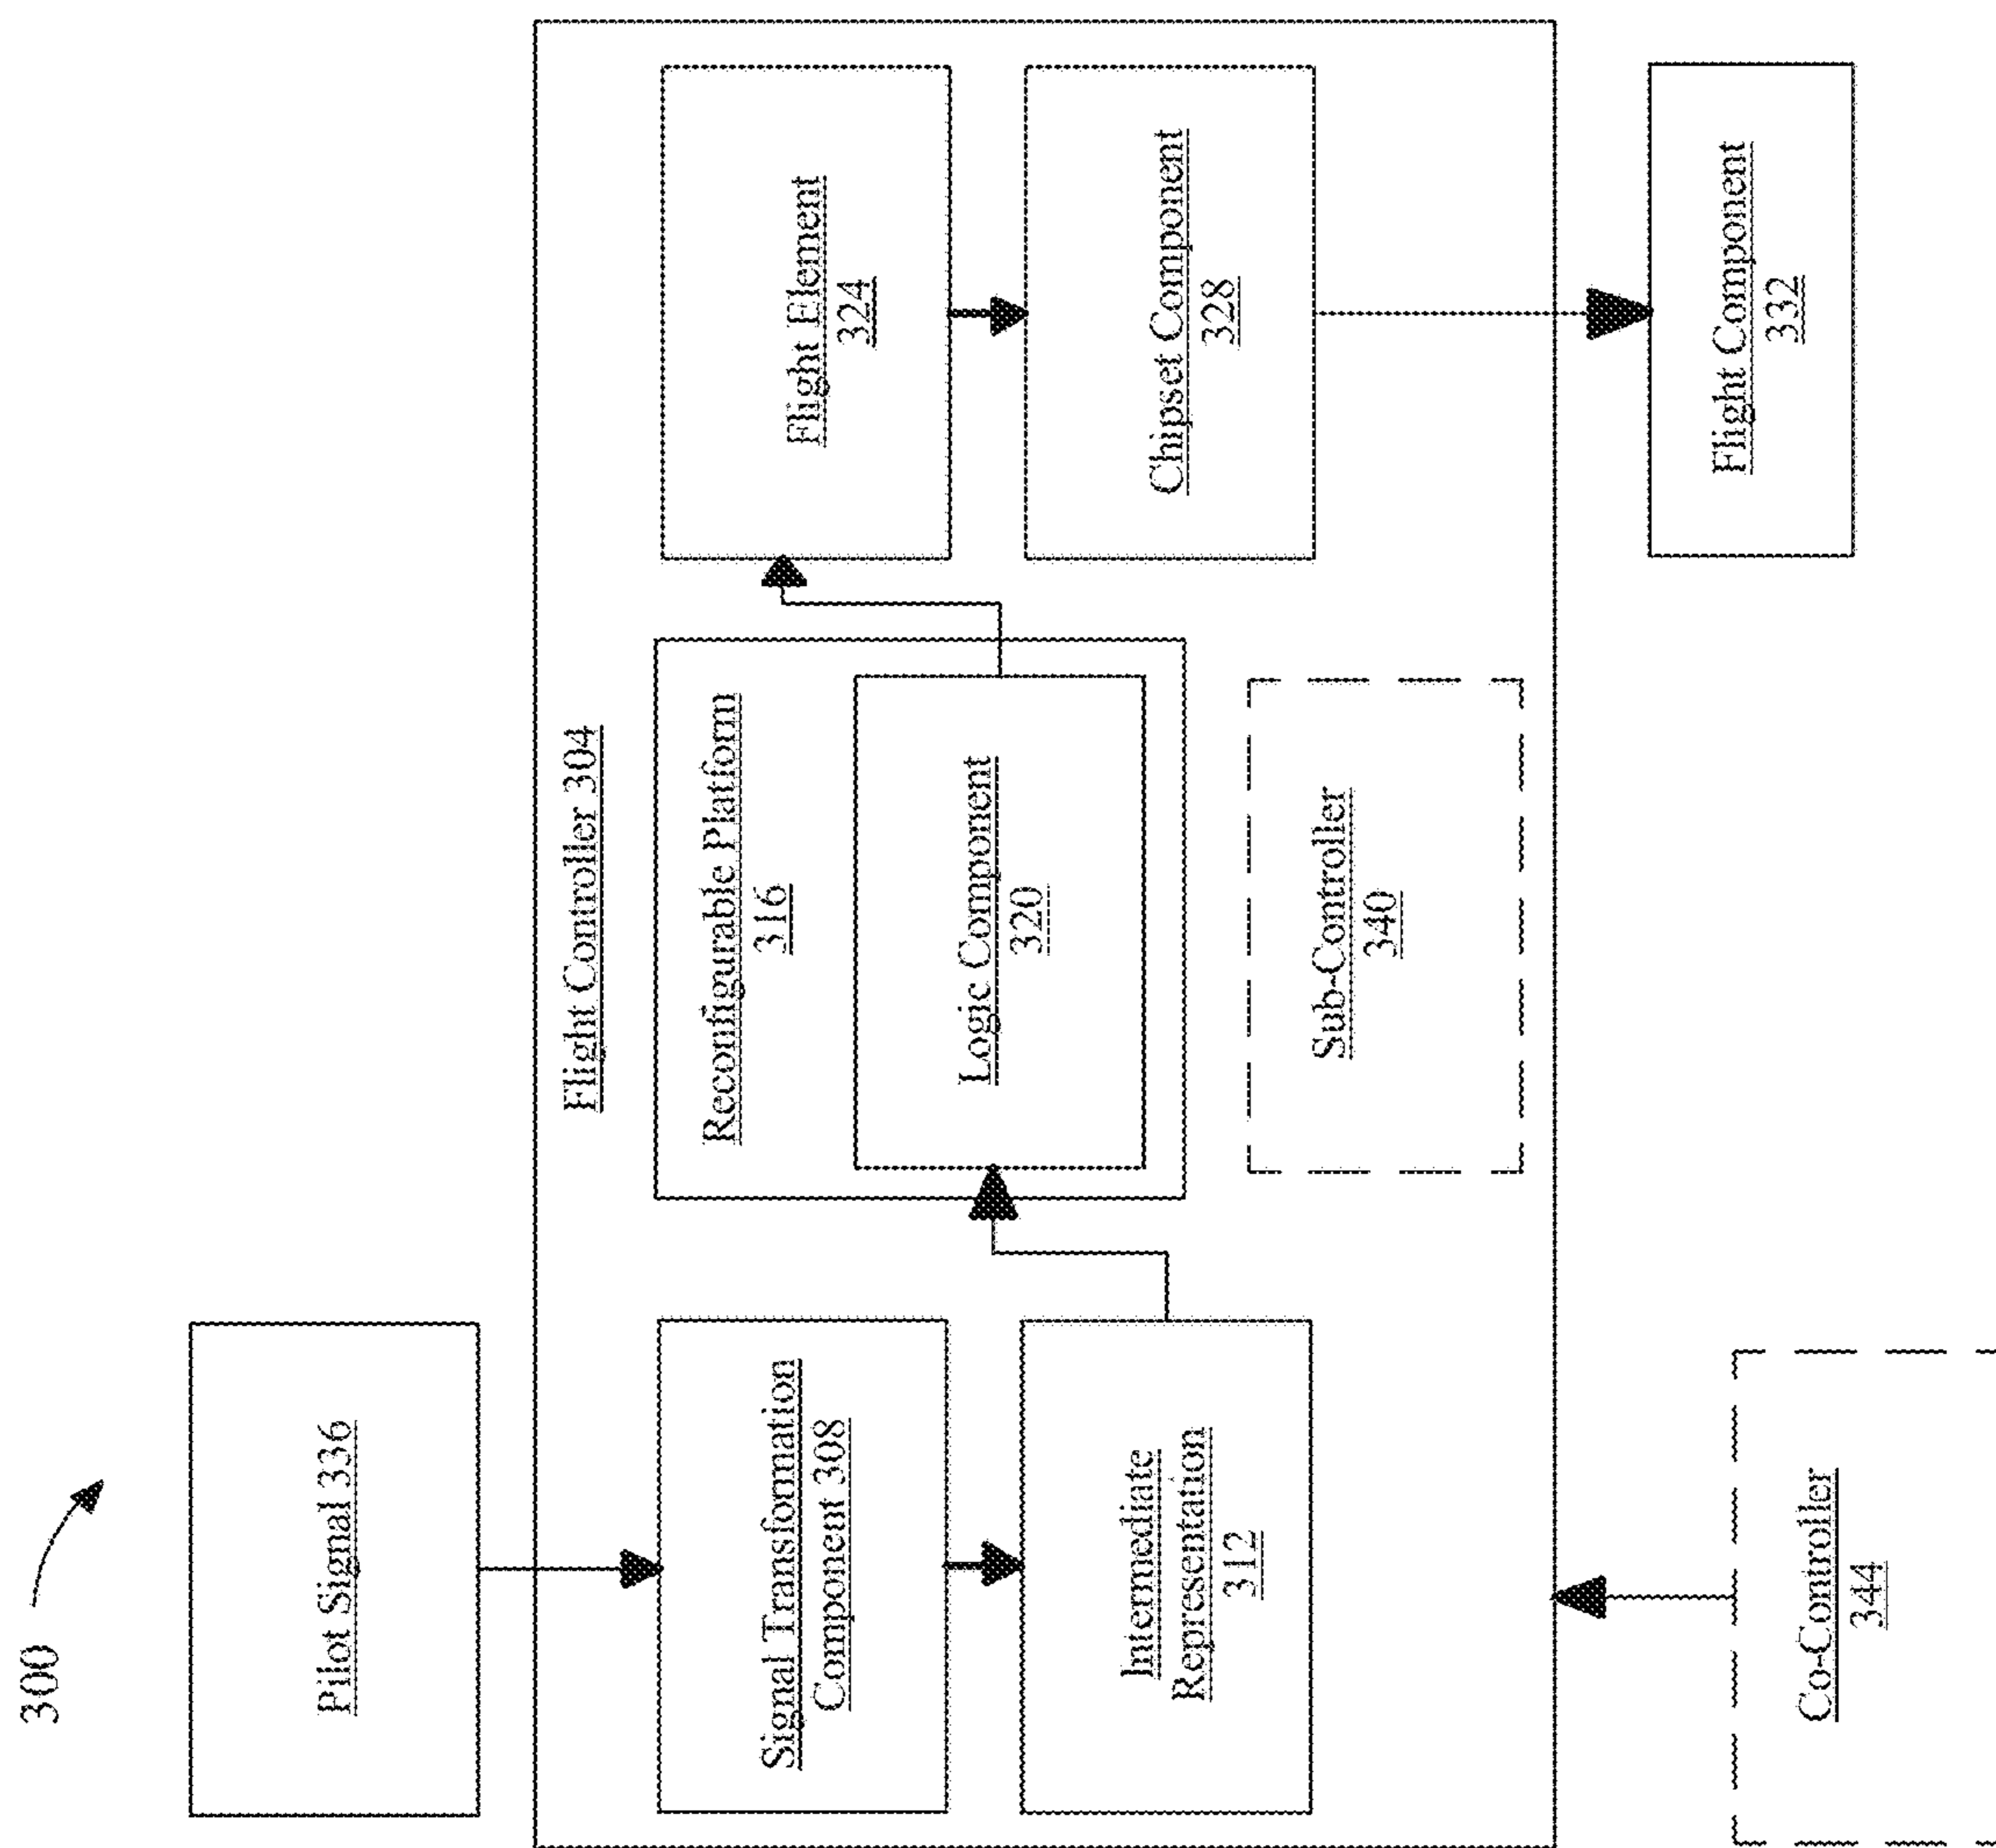 300
Pilot Signal 336
Flight Controller 304
Signal Transfomation
Component 308
Intermediate
Representation
312
Reconfigurable Platform
316
Logic Component
320
Flight Element
324
Chipset Component
328
Sub-Controller
340
Flight Component
332
Co-Controller
344